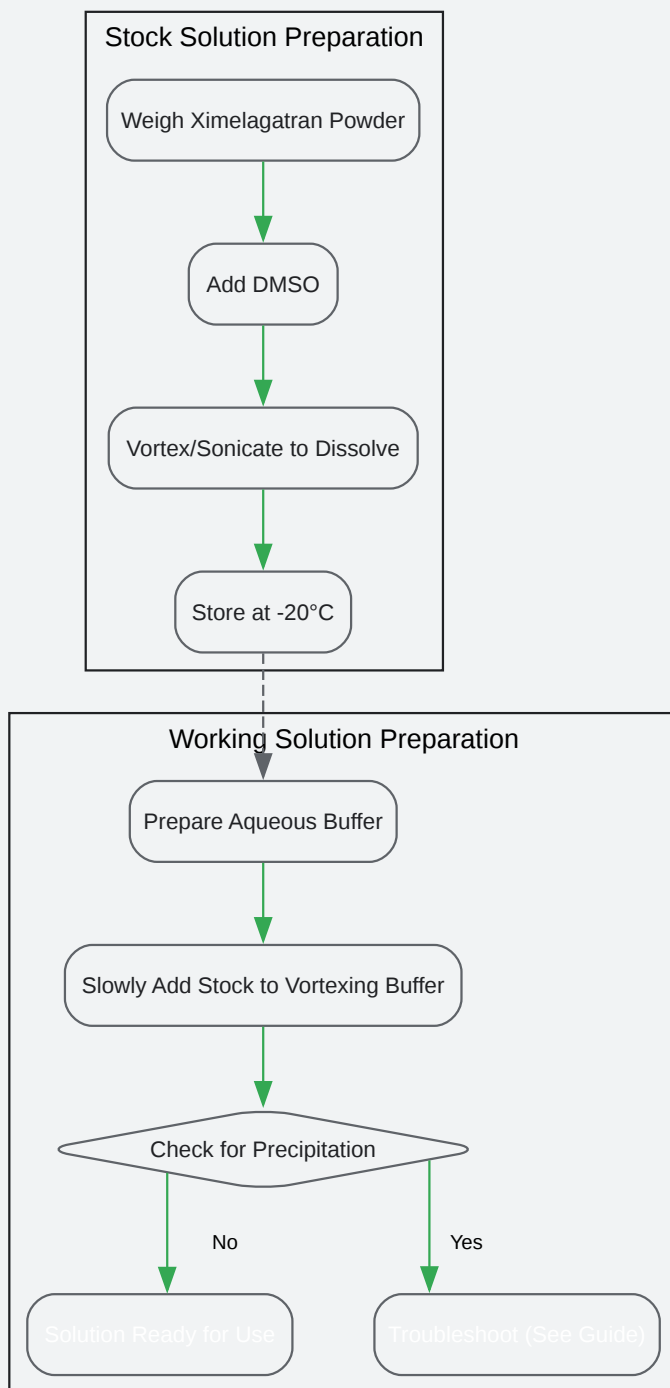 Stock Solution Preparation
Weigh Ximelagatran Powder
Add DMSO
Vortex/Sonicate to Dissolve
Store at -20°C
Working Solution Preparation
Prepare Aqueous Buffer
Slowly Add Stock to Vortexing Buffer
Check for Precipitation
No
Yes
Solution Ready for Use
Troubleshoot (See Guide)